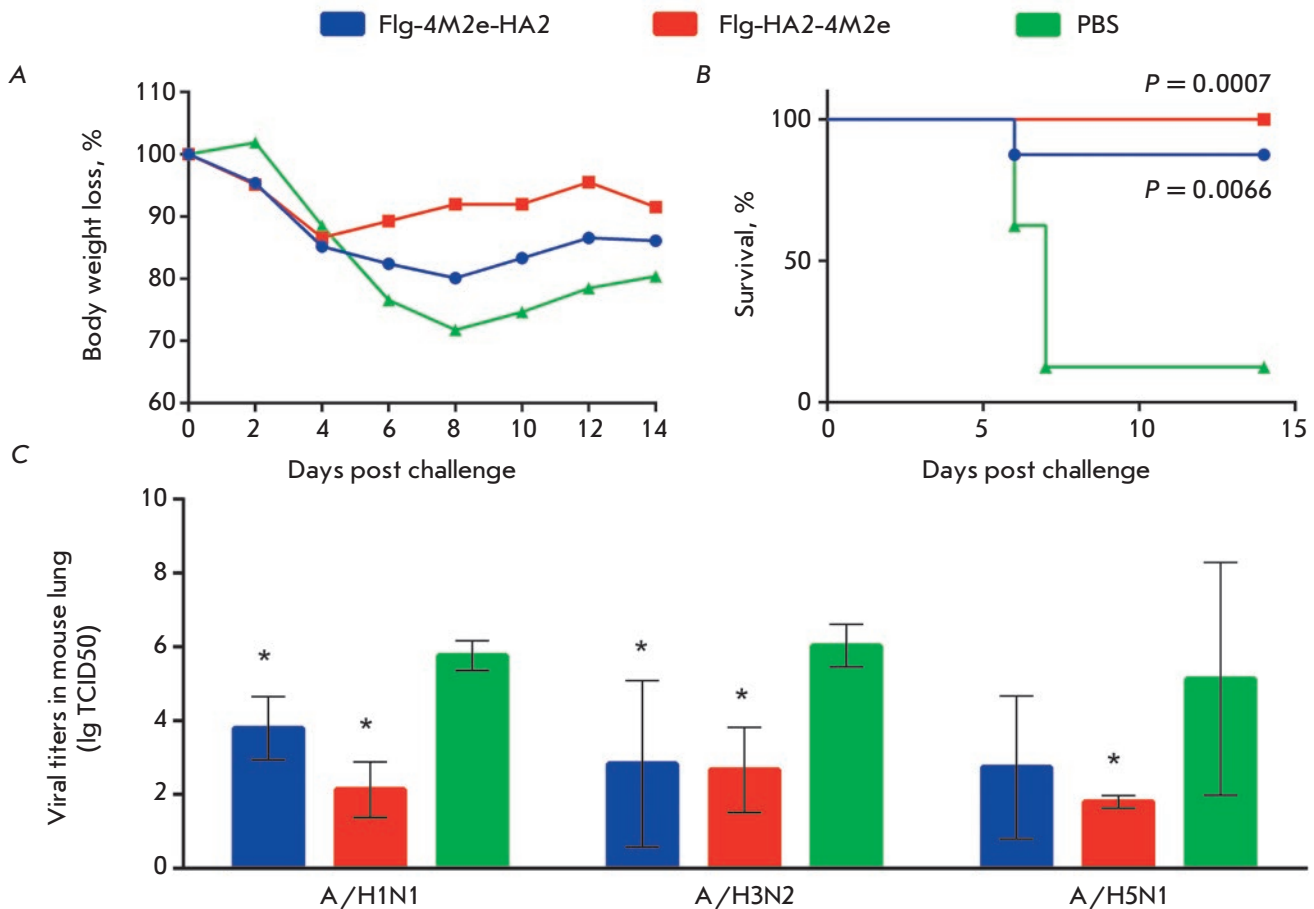 Flg-4M2e-HA2 Flg-HA2-4M2e PBS
A
110
100
90
80
70
60
Body weight loss, %
0 2 4 6 8 10 12 14
Days post challenge
B
P = 0.0007
P = 0.0066
100
50
0
Survival, %
0 5 10 15
Days post challenge
C
10
8
6
4
2
0
Viral titers in mouse lung
(lg TCID50)
* * * * *
A/H1N1 A/H3N2 A/H5N1